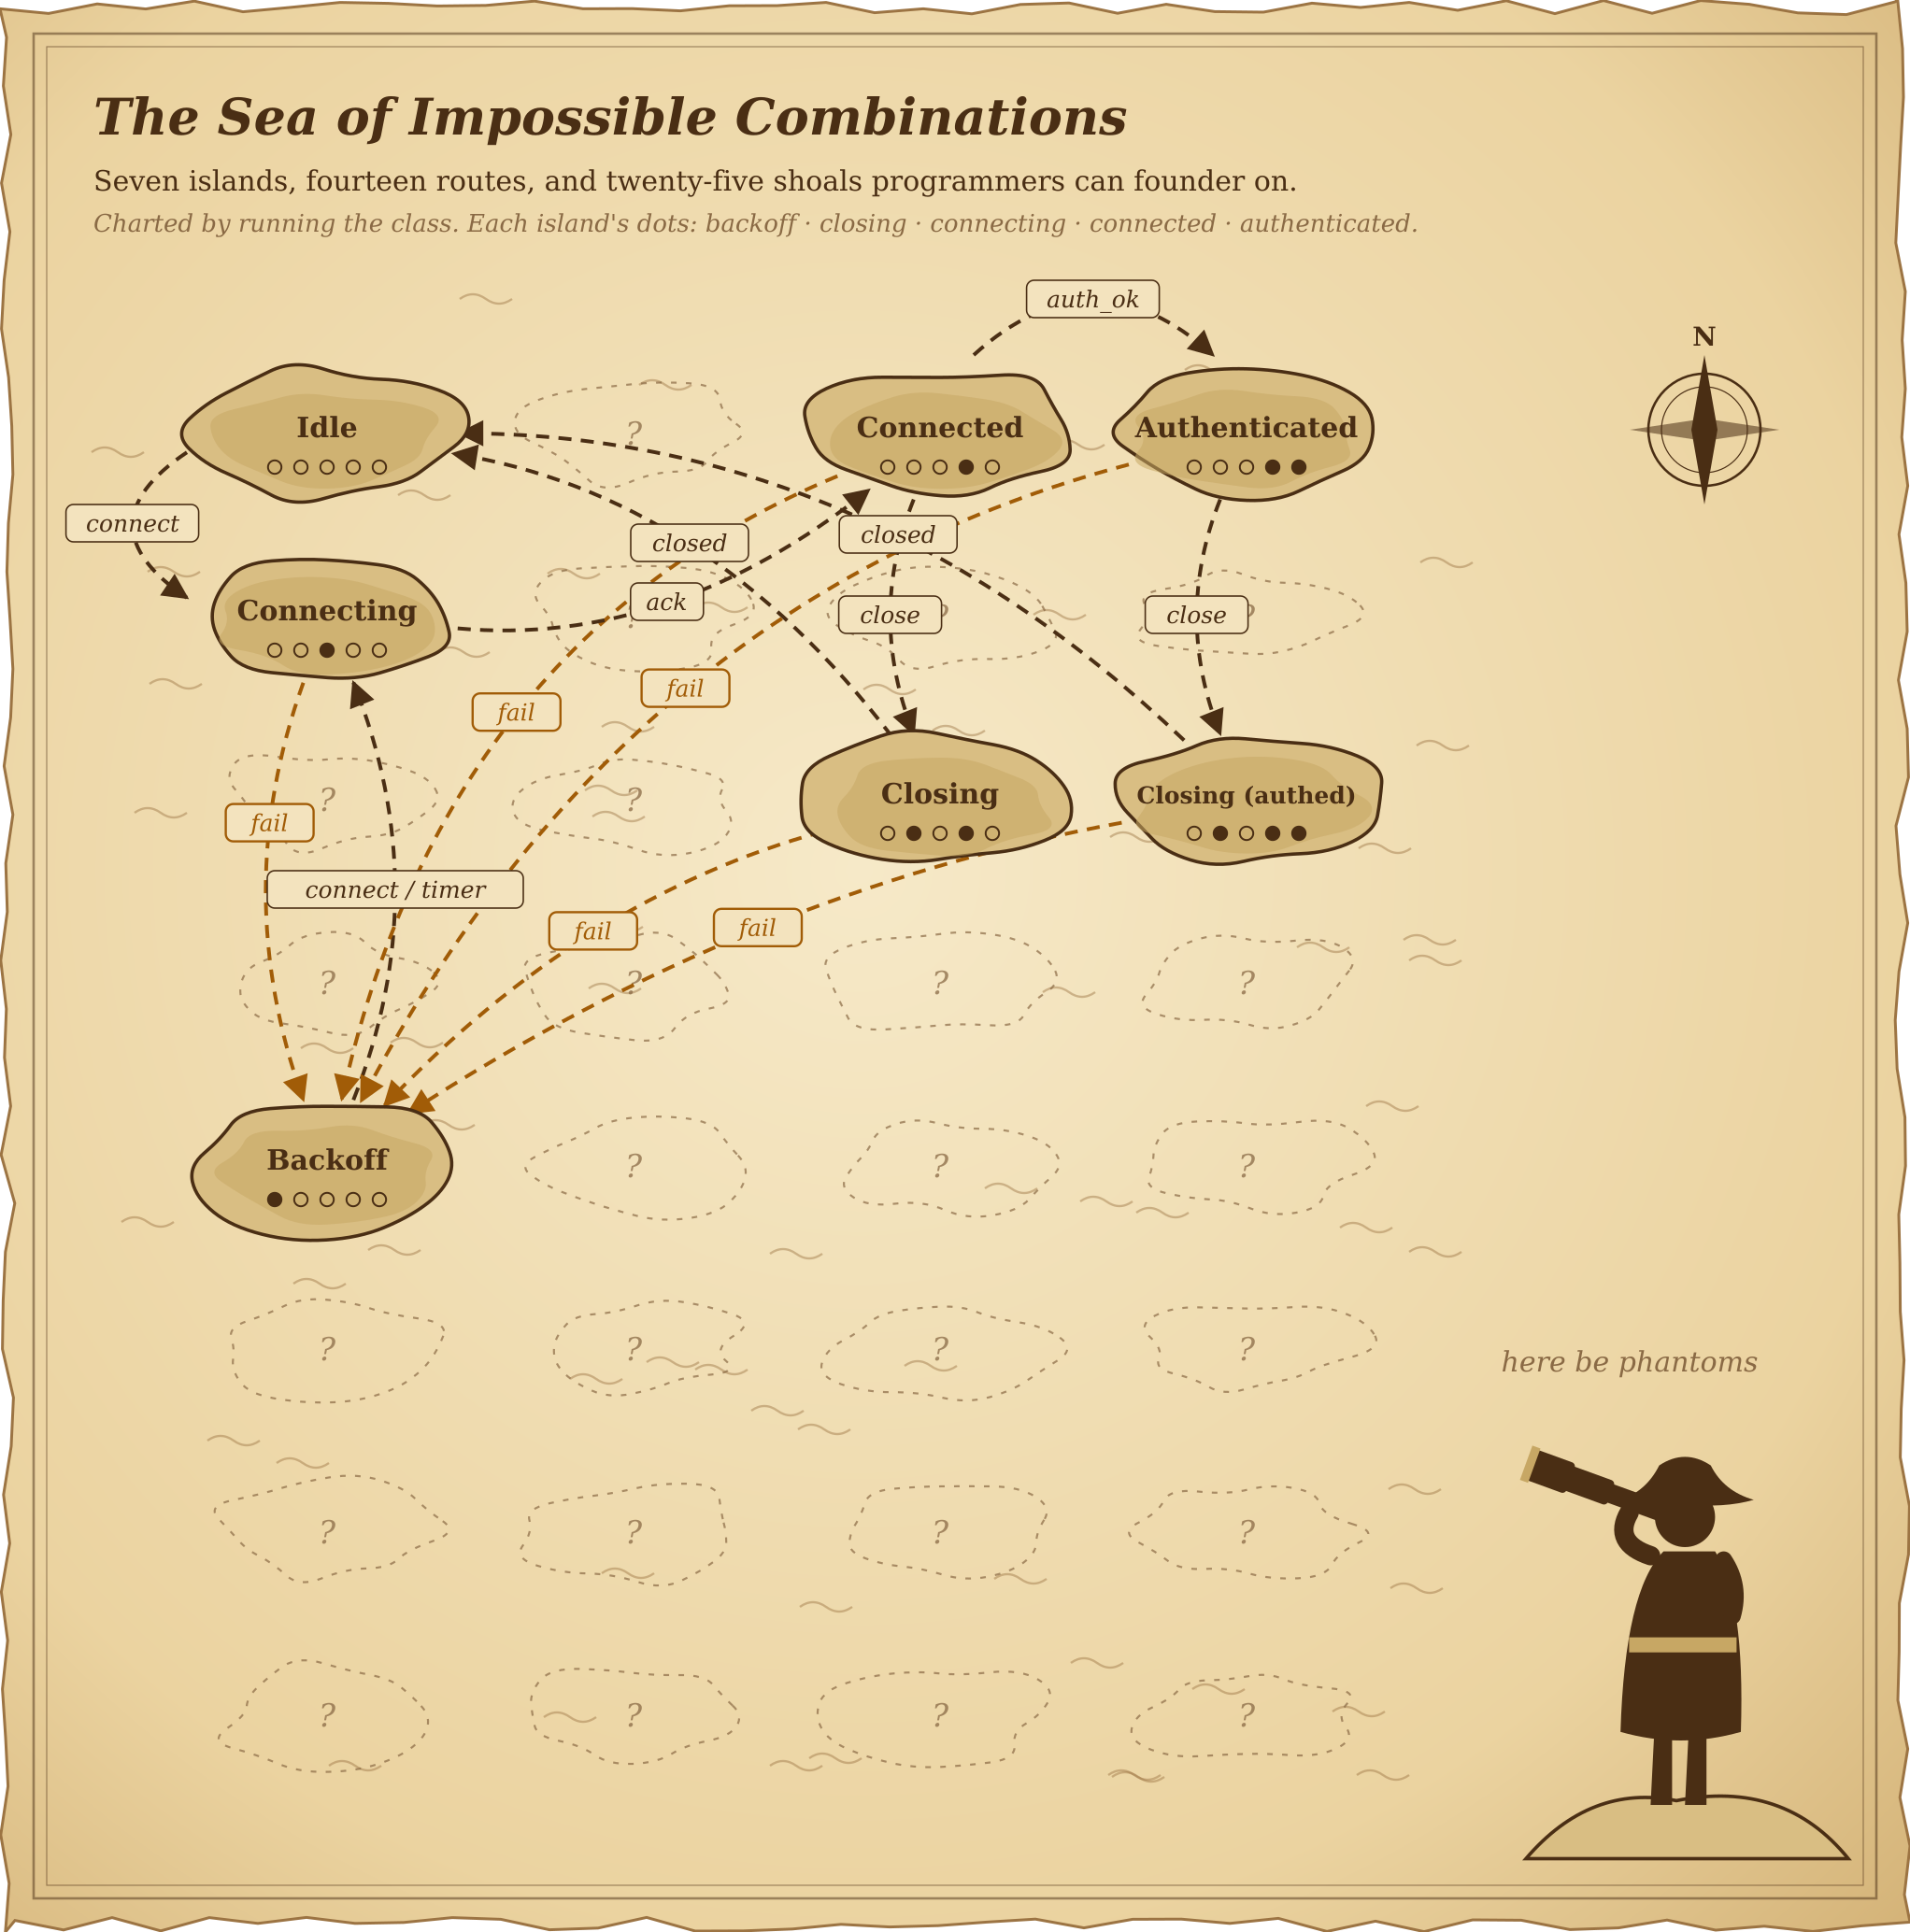 The Sea of Impossible Combinations
Seven islands, fourteen routes, and twenty-five shoals programmers can founder on.
Charted by running the class. Each island's dots: backoff · closing · connecting · connected · authenticated.
auth_ok
N
Idle
?
Connected
Authenticated
connect
closed
closed
Connecting
ack
?
close
?
close
?
fail
fail
?
?
Closing
Closing (authed)
fail
connect / timer
fail
fail
?
?
?
?
Backoff
?
?
?
?
?
?
?
here be phantoms
?
?
?
?
?
?
?
?